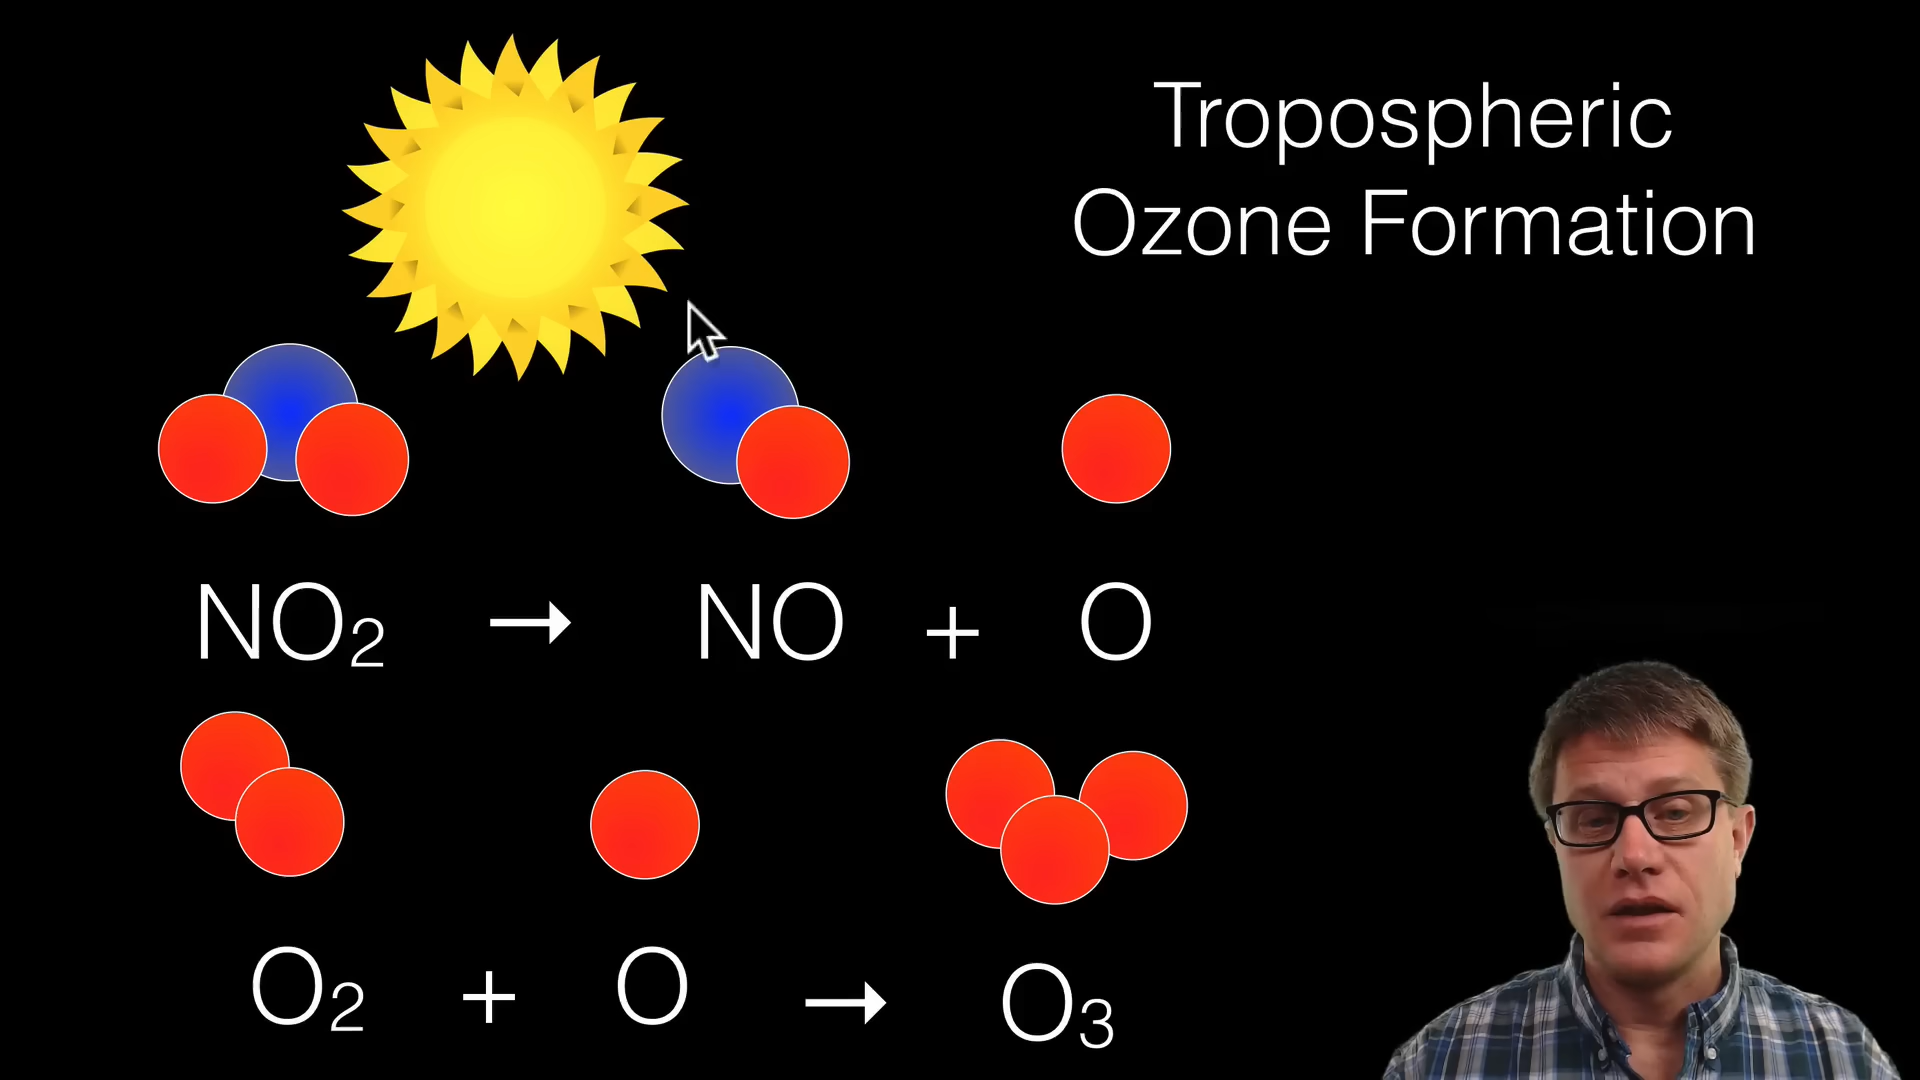 Tropospheric
Ozone Formation
NO₂ → NO + O
O₂ + O → O₃